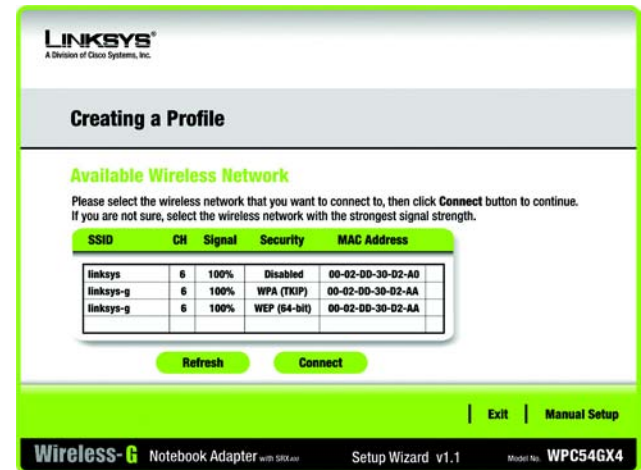 LINKSYS®
A Division of Cisco Systems, Inc.
Creating a Profile
Available Wireless Network
Please select the wireless network that you want to connect to, then click Connect button to continue.
If you are not sure, select the wireless network with the strongest signal strength.
SSID CH Signal Security MAC Address
linksys 6 100% Disabled 00-02-DD-30-D2-A0
linksys-g 6 100% WPA (TKIP) 00-02-DD-30-D2-AA
linksys-g 6 100% WEP (64-bit) 00-02-DD-30-D2-AA
Refresh Connect
Exit Manual Setup
Wireless-G Notebook Adapter with SRX400 Setup Wizard v1.1 Model No. WPC54GX4